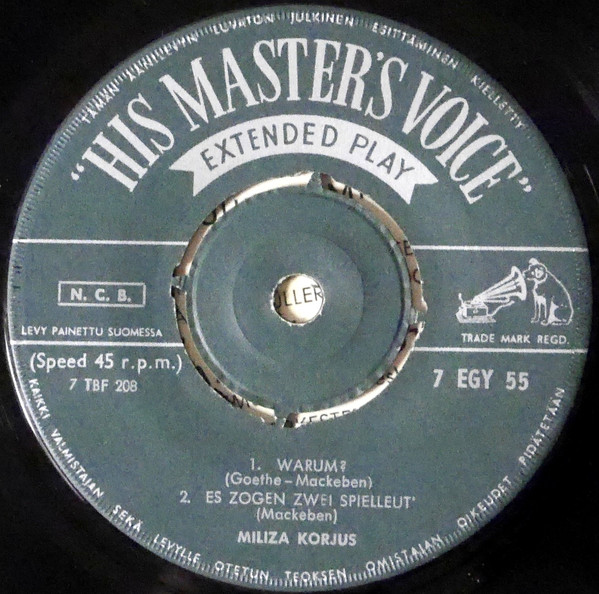 TÄMÄN ÄÄNILEVYN LUVATON JULKINEN ESITTÄMINEN KIELLETTY
"HIS MASTER'S VOICE"
EXTENDED PLAY
N. C. B.
LEVY PAINETTU SUOMESSA
TRADE MARK REGD.
(Speed 45 r.p.m.)
7 TBF 208
7 EGY 55
OLLER
1. WARUM?
(Goethe – Mackeben)
2. ES ZOGEN ZWEI SPIELLEUT'
(Mackeben)
MILIZA KORJUS
KAIKKI VALMISTAJAN SEKÄ LEVYLLE OTETUN TEOKSEN OMISTAJAN OIKEUDET PIDÄTETÄÄN